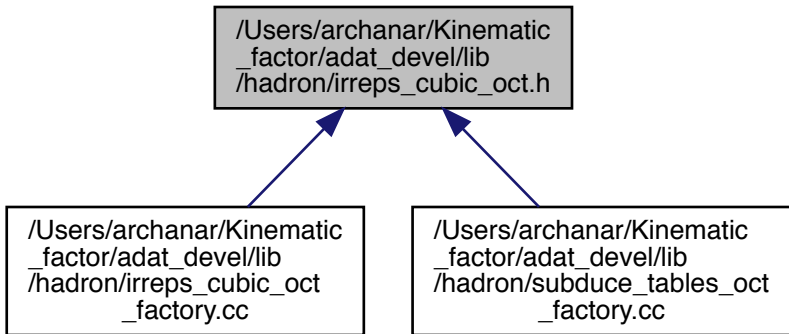 /Users/archanar/Kinematic
_factor/adat_devel/lib
/hadron/irreps_cubic_oct.h
/Users/archanar/Kinematic
_factor/adat_devel/lib
/hadron/irreps_cubic_oct
_factory.cc
/Users/archanar/Kinematic
_factor/adat_devel/lib
/hadron/subduce_tables_oct
_factory.cc